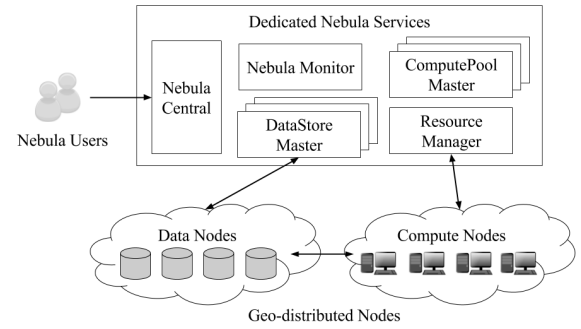 Dedicated Nebula Services
Nebula
Central
Nebula Monitor
ComputePool
Master
DataStore
Master
Resource
Manager
Nebula Users
Data Nodes
Compute Nodes
Geo-distributed Nodes